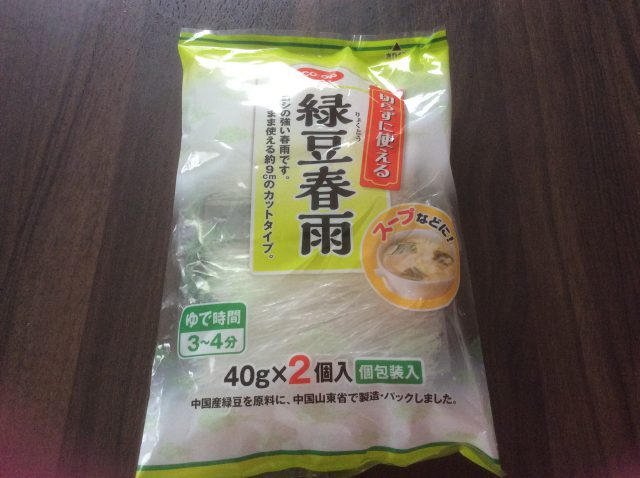 CO・OP
切らずに使える
りょくとう
緑豆春雨
コシの強い春雨です。
まま使える約9cmのカットタイプ。
スープなどに!
ゆで時間
3~4分
40g×2個入 個包装入
中国産緑豆を原料に、中国山東省で製造・パックしました。